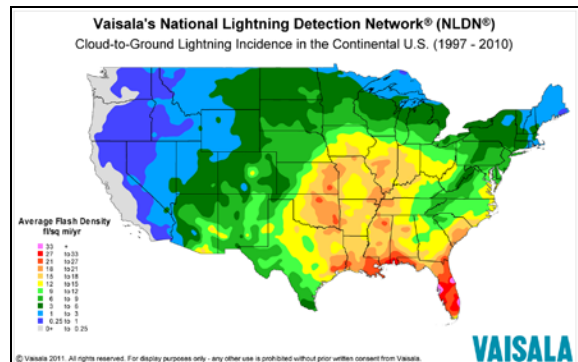 Vaisala's National Lightning Detection Network® (NLDN®)
Cloud-to-Ground Lightning Incidence in the Continental U.S. (1997 - 2010)
Average Flash Density
fl/sq mi/yr
33 +
27 to 33
21 to 27
18 to 21
15 to 18
12 to 15
9 to 12
6 to 9
3 to 6
1 to 3
0.25 to 1
0+ to 0.25
© Vaisala 2011. All rights reserved. For display purposes only - any other use is prohibited without prior written consent from Vaisala.
VAISALA